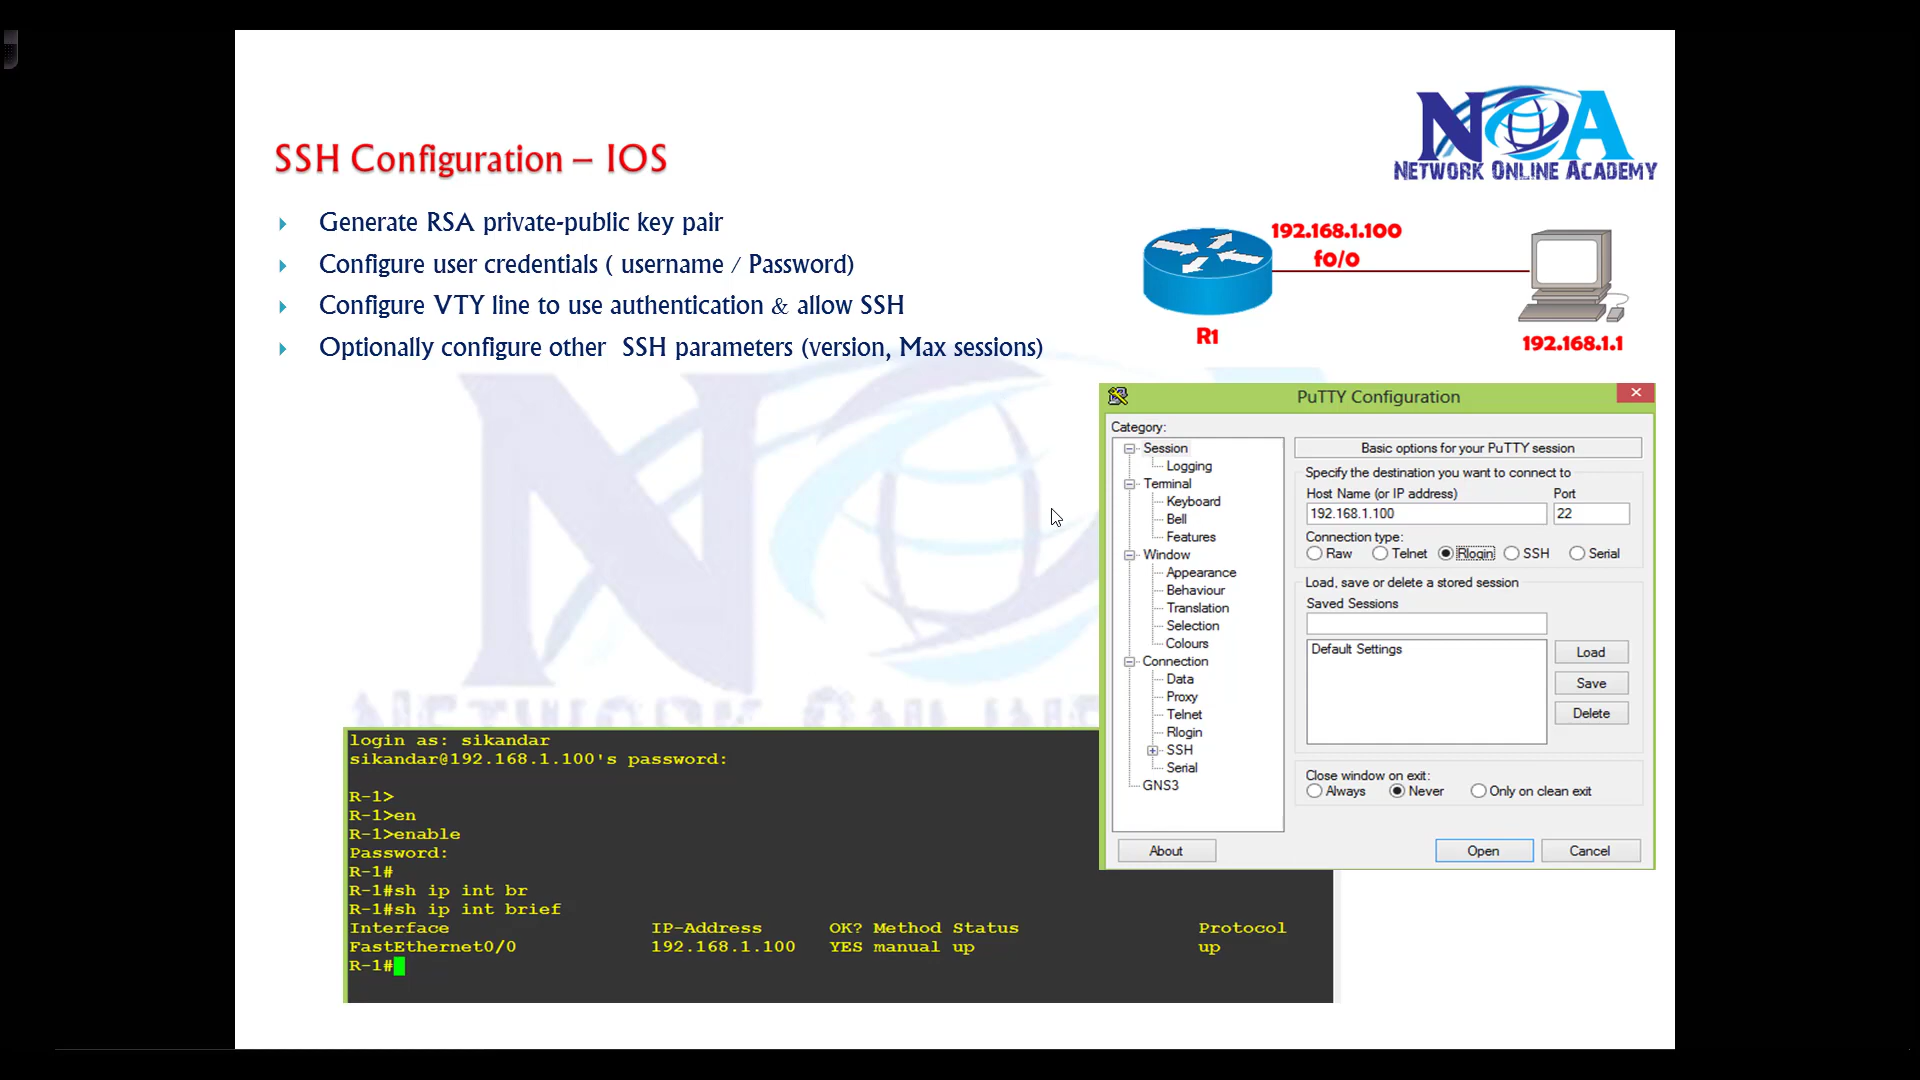 NOA
NETWORK ONLINE ACADEMY
SSH Configuration – IOS
Generate RSA private-public key pair
Configure user credentials ( username / Password)
Configure VTY line to use authentication & allow SSH
Optionally configure other SSH parameters (version, Max sessions)
192.168.1.100
f0/0
R1
192.168.1.1
PuTTY Configuration
Category:
Session
Logging
Terminal
Keyboard
Bell
Features
Window
Appearance
Behaviour
Translation
Selection
Colours
Connection
Data
Proxy
Telnet
Rlogin
SSH
Serial
GNS3
Basic options for your PuTTY session
Specify the destination you want to connect to
Host Name (or IP address) Port
192.168.1.100 22
Connection type:
Raw Telnet Rlogin SSH Serial
Load, save or delete a stored session
Saved Sessions
Default Settings
Load
Save
Delete
Close window on exit:
Always Never Only on clean exit
About Open Cancel
login as: sikandar
sikandar@192.168.1.100's password:
R-1>
R-1>en
R-1>enable
Password:
R-1#
R-1#sh ip int br
R-1#sh ip int brief
Interface IP-Address OK? Method Status Protocol
FastEthernet0/0 192.168.1.100 YES manual up up
R-1#